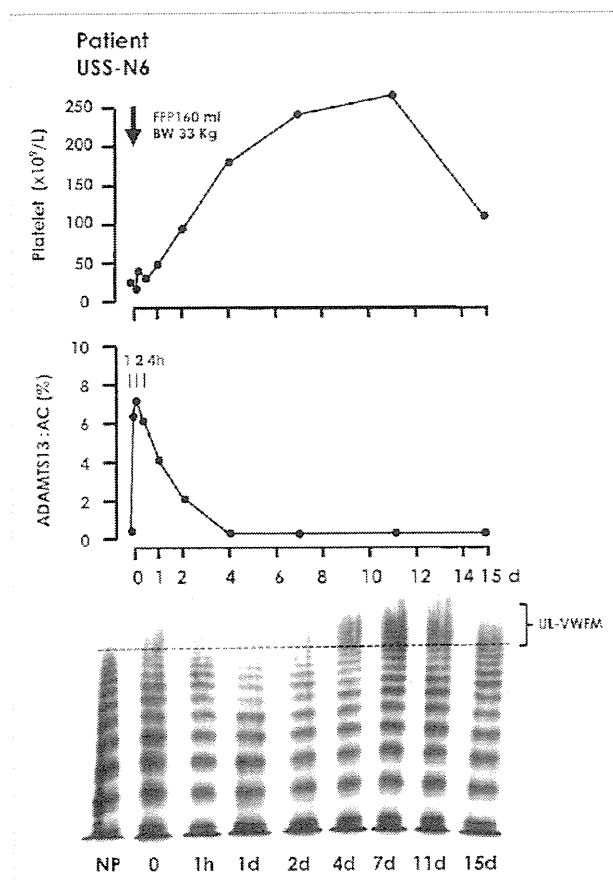 Patient
USS-N6
FFP160 ml
BW 33 Kg
Platelet (x10⁹/L)
250
200
150
100
50
0
ADAMTS13:AC (%)
1 2 4h
10
8
6
4
2
0
0 1 2 4 6 8 10 12 14 15 d
UL-VWFM
NP 0 1h 1d 2d 4d 7d 11d 15d